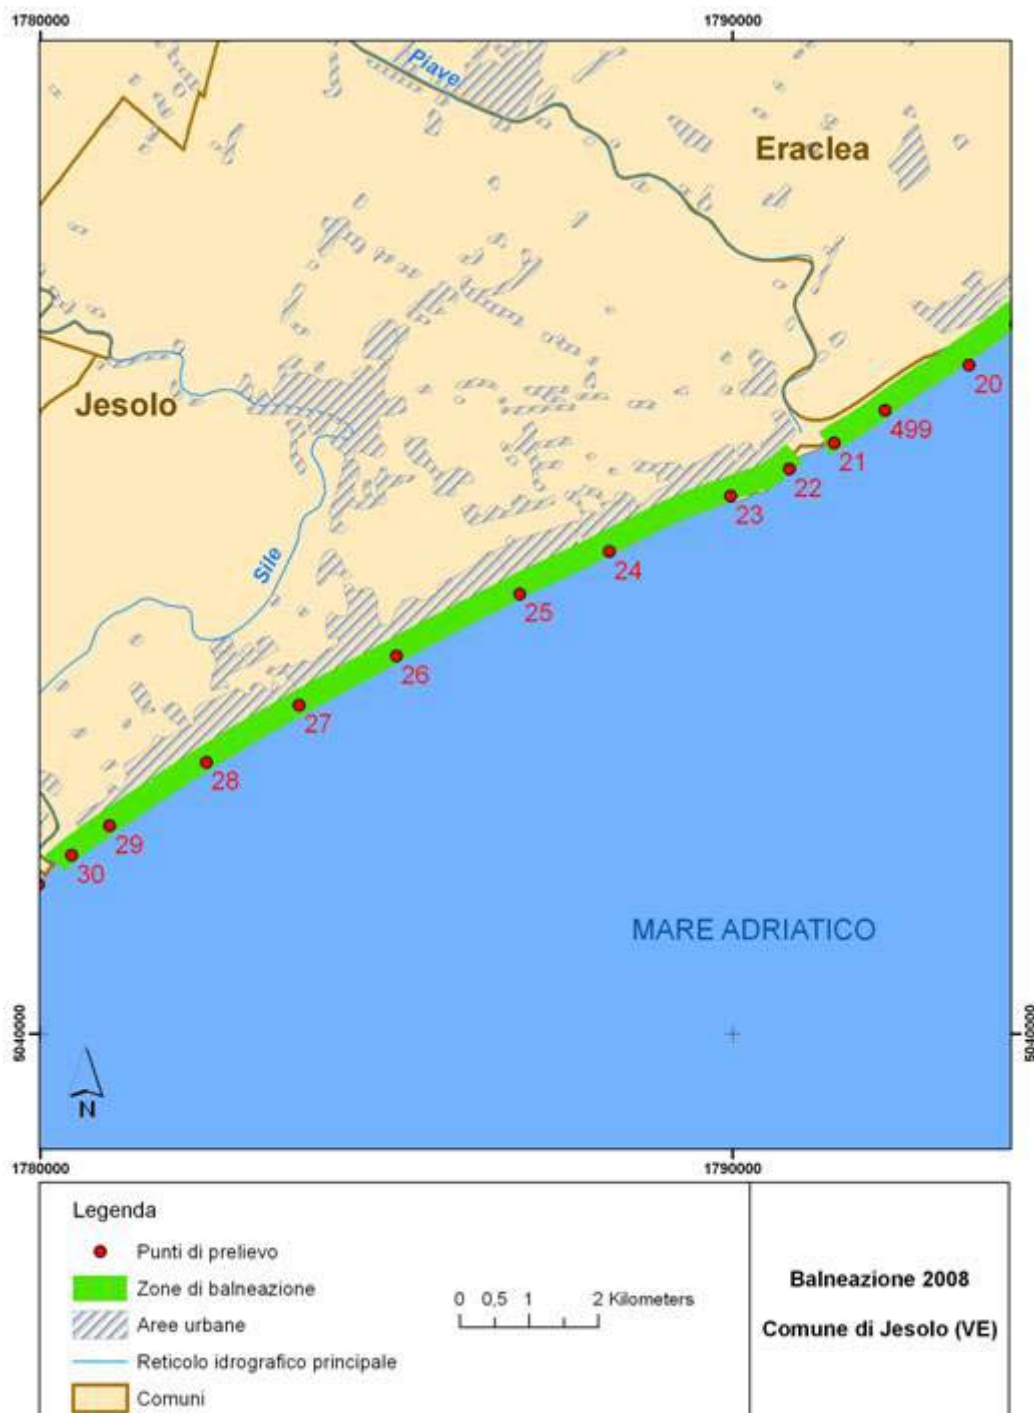 1780000
1790000
Piave
Eraclea
Jesolo
20
499
21
22
23
24
Sile
25
26
27
28
29
30
MARE ADRIATICO
5040000
5040000
N
1780000
1790000
Legenda
Punti di prelievo
Zone di balneazione
Aree urbane
Reticolo idrografico principale
Comuni
0 0,5 1 2 Kilometers
Balneazione 2008
Comune di Jesolo (VE)